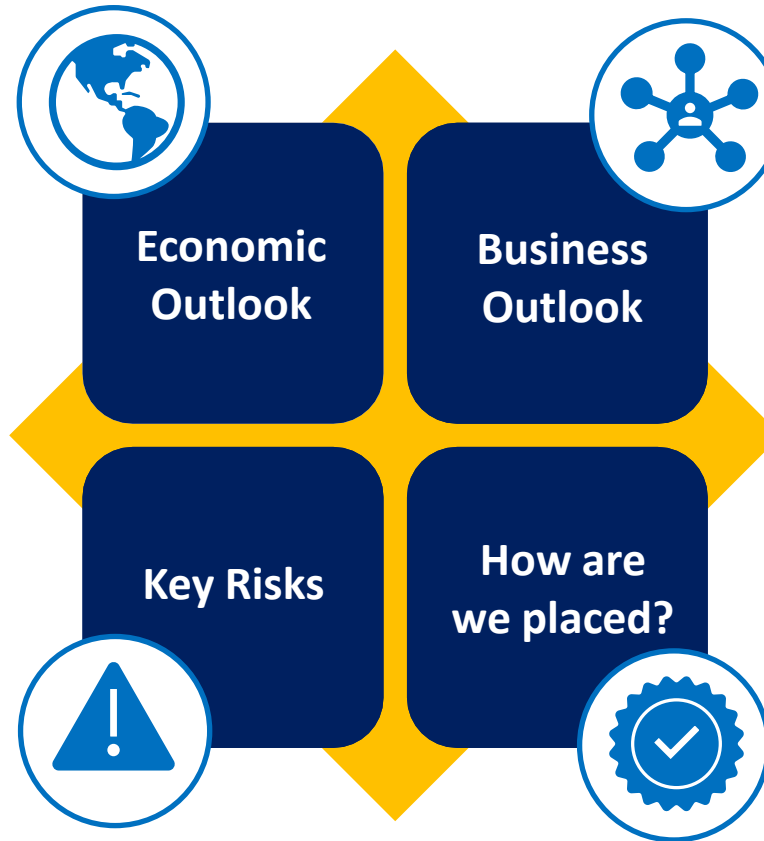 Economic
Outlook
Business
Outlook
Key Risks
How are
we placed?